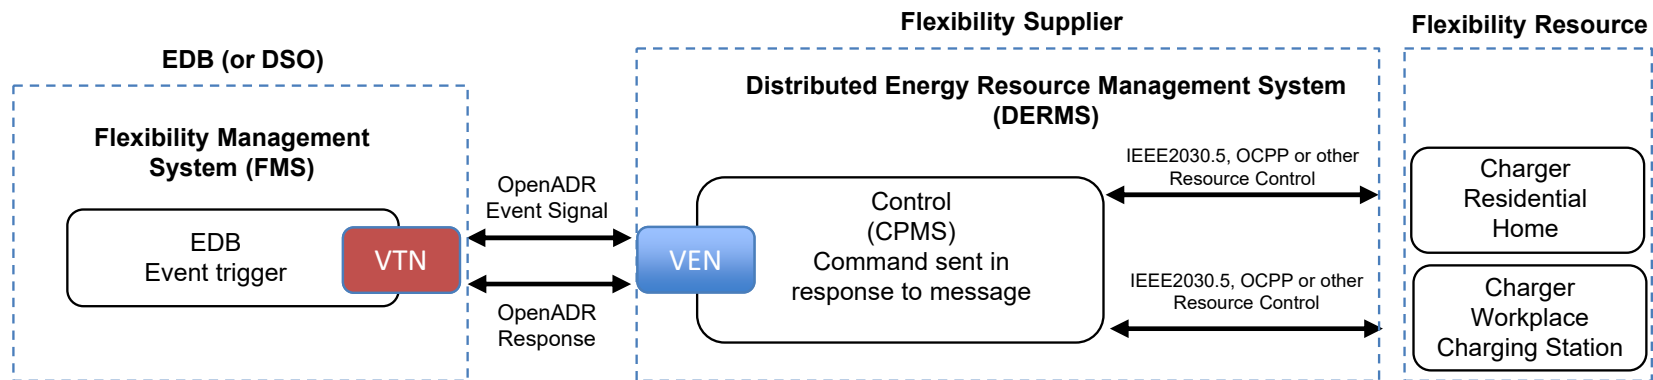 EDB (or DSO)
Flexibility Management
System (FMS)
EDB
Event trigger
VTN
OpenADR
Event Signal
OpenADR
Response
Flexibility Supplier
Distributed Energy Resource Management System
(DERMS)
VEN
Control
(CPMS)
Command sent in
response to message
IEEE2030.5, OCPP or other
Resource Control
IEEE2030.5, OCPP or other
Resource Control
Flexibility Resource
Charger
Residential
Home
Charger
Workplace
Charging Station